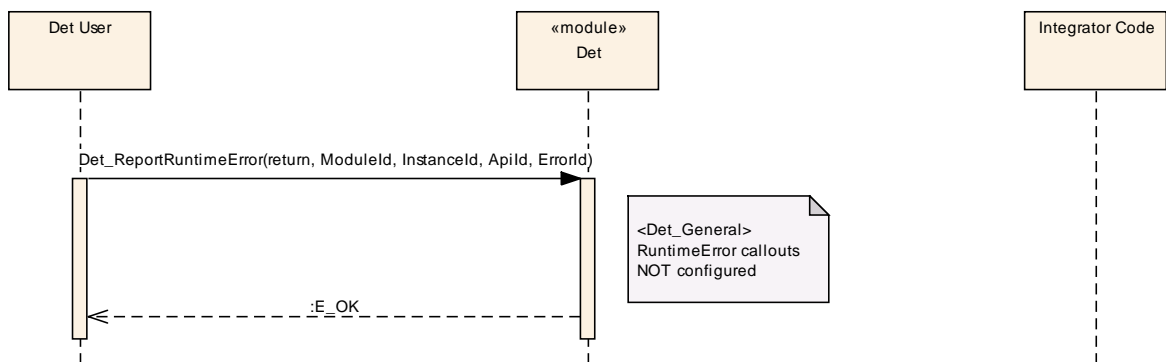 Det User
«module»
Det
Integrator Code
Det_ReportRuntimeError(return, ModuleId, InstanceId, ApiId, ErrorId)
<Det_General>
RuntimeError callouts
NOT configured
:E_OK